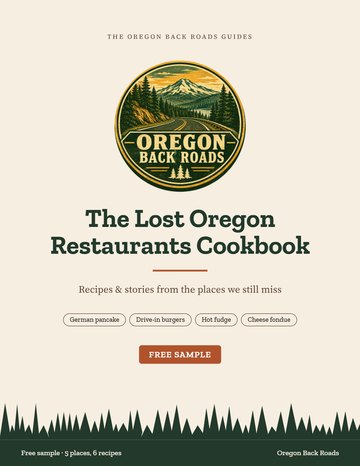 THE OREGON BACK ROADS GUIDES
OREGON
BACK ROADS
The Lost Oregon
Restaurants Cookbook
Recipes & stories from the places we still miss
German pancake
Drive-in burgers
Hot fudge
Cheese fondue
FREE SAMPLE
Free sample · 5 places, 6 recipes
Oregon Back Roads